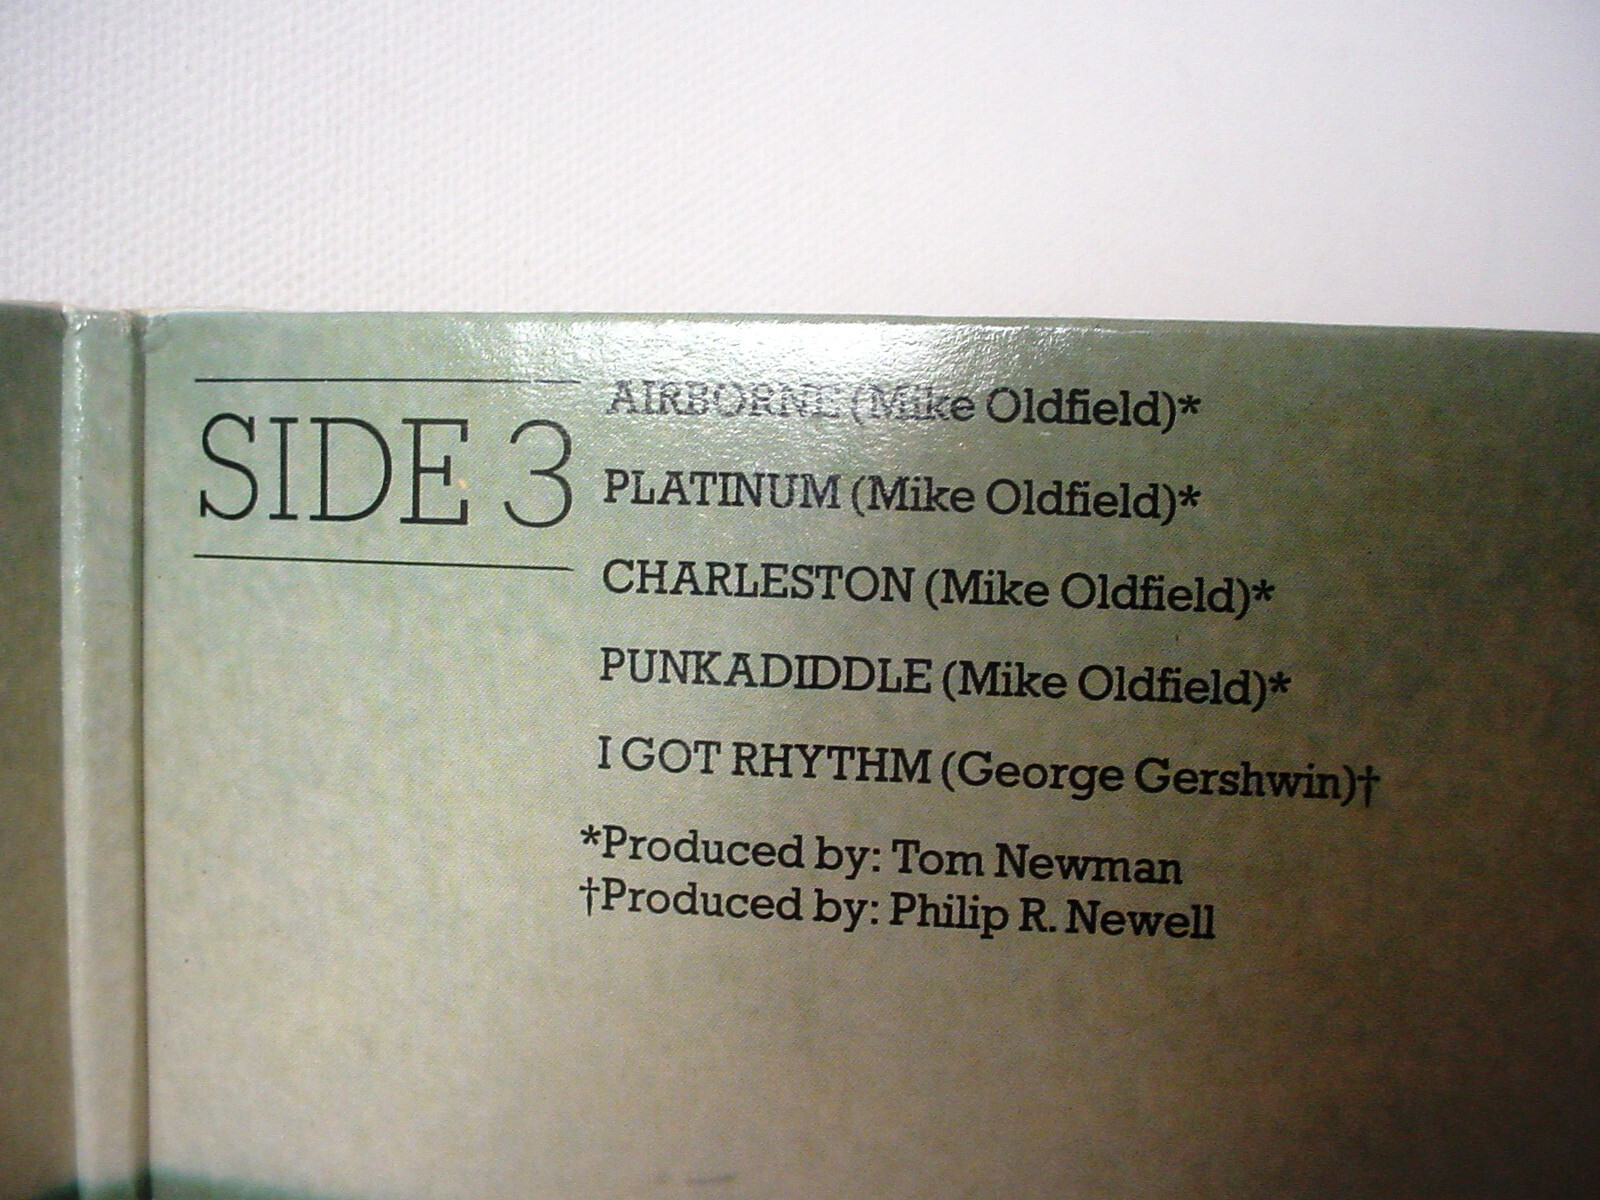 SIDE 3
AIRBORNE (Mike Oldfield)*
PLATINUM (Mike Oldfield)*
CHARLESTON (Mike Oldfield)*
PUNKADIDDLE (Mike Oldfield)*
I GOT RHYTHM (George Gershwin)†
*Produced by: Tom Newman
†Produced by: Philip R. Newell